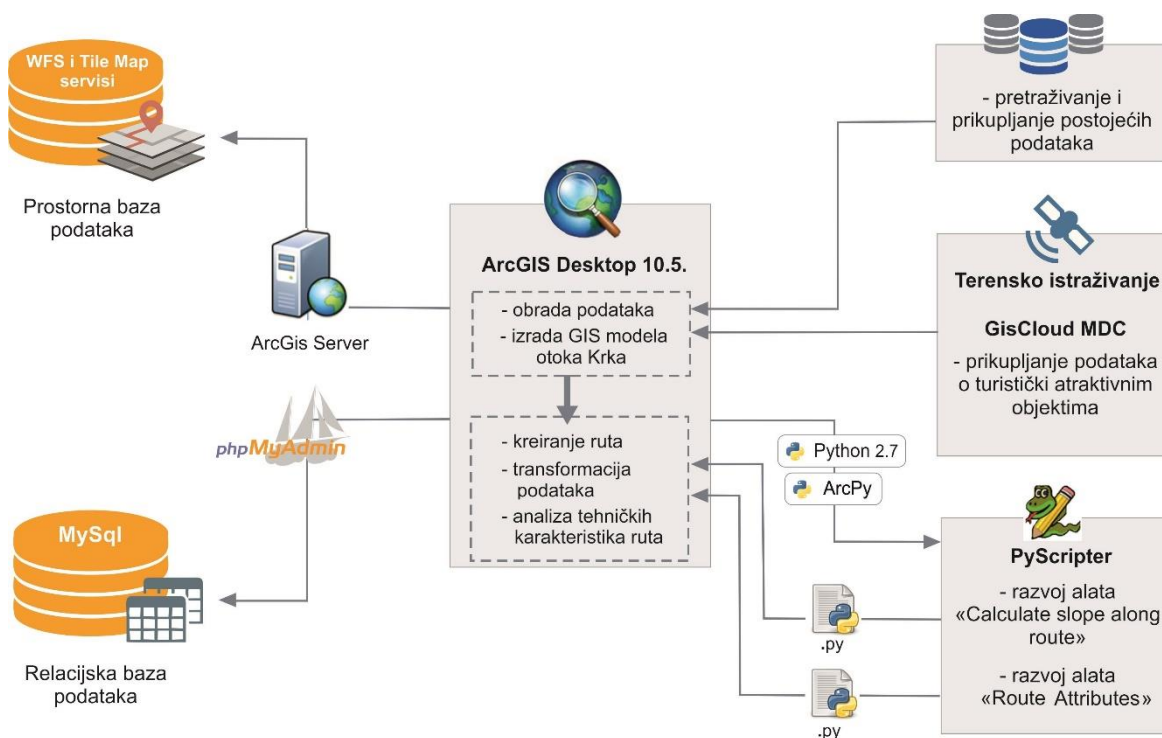 WFS i Tile Map
servisi
Prostorna baza
podataka
ArcGis Server
phpMyAdmin
MySql
Relacijska baza
podataka
ArcGIS Desktop 10.5.
- obrada podataka
- izrada GIS modela
otoka Krka
- kreiranje ruta
- transformacija
podataka
- analiza tehničkih
karakteristika ruta
- pretraživanje i
prikupljanje postojećih
podataka
Terensko istraživanje
GisCloud MDC
- prikupljanje podataka
o turistički atraktivnim
objektima
Python 2.7
ArcPy
PyScripter
- razvoj alata
«Calculate slope along
route»
- razvoj alata
«Route Attributes»
.py
.py